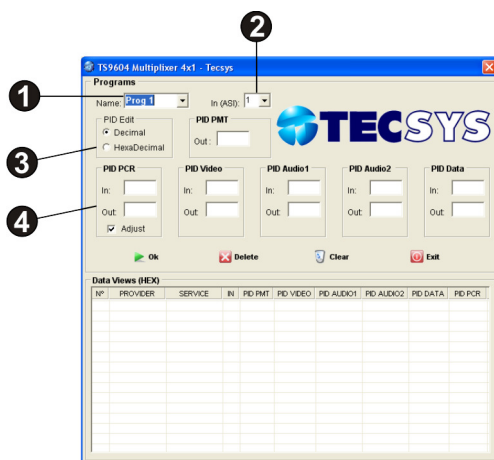 2
TS9604 Multiplixer 4x1 - Tecsys
Programs
1
Name: Prog 1
In (ASI): 1
PID Edit
Decimal
HexaDecimal
PID PMT
Out :
TECSYS
3
PID PCR
In:
Out:
Adjust
PID Video
In:
Out:
PID Audio1
In:
Out:
PID Audio2
In:
Out:
PID Data
In:
Out:
4
Ok
Delete
Clear
Exit
Data Views (HEX)
Nº PROVIDER SERVICE IN PID PMT PID VIDEO PID AUDIO1 PID AUDIO2 PID DATA PID PCR